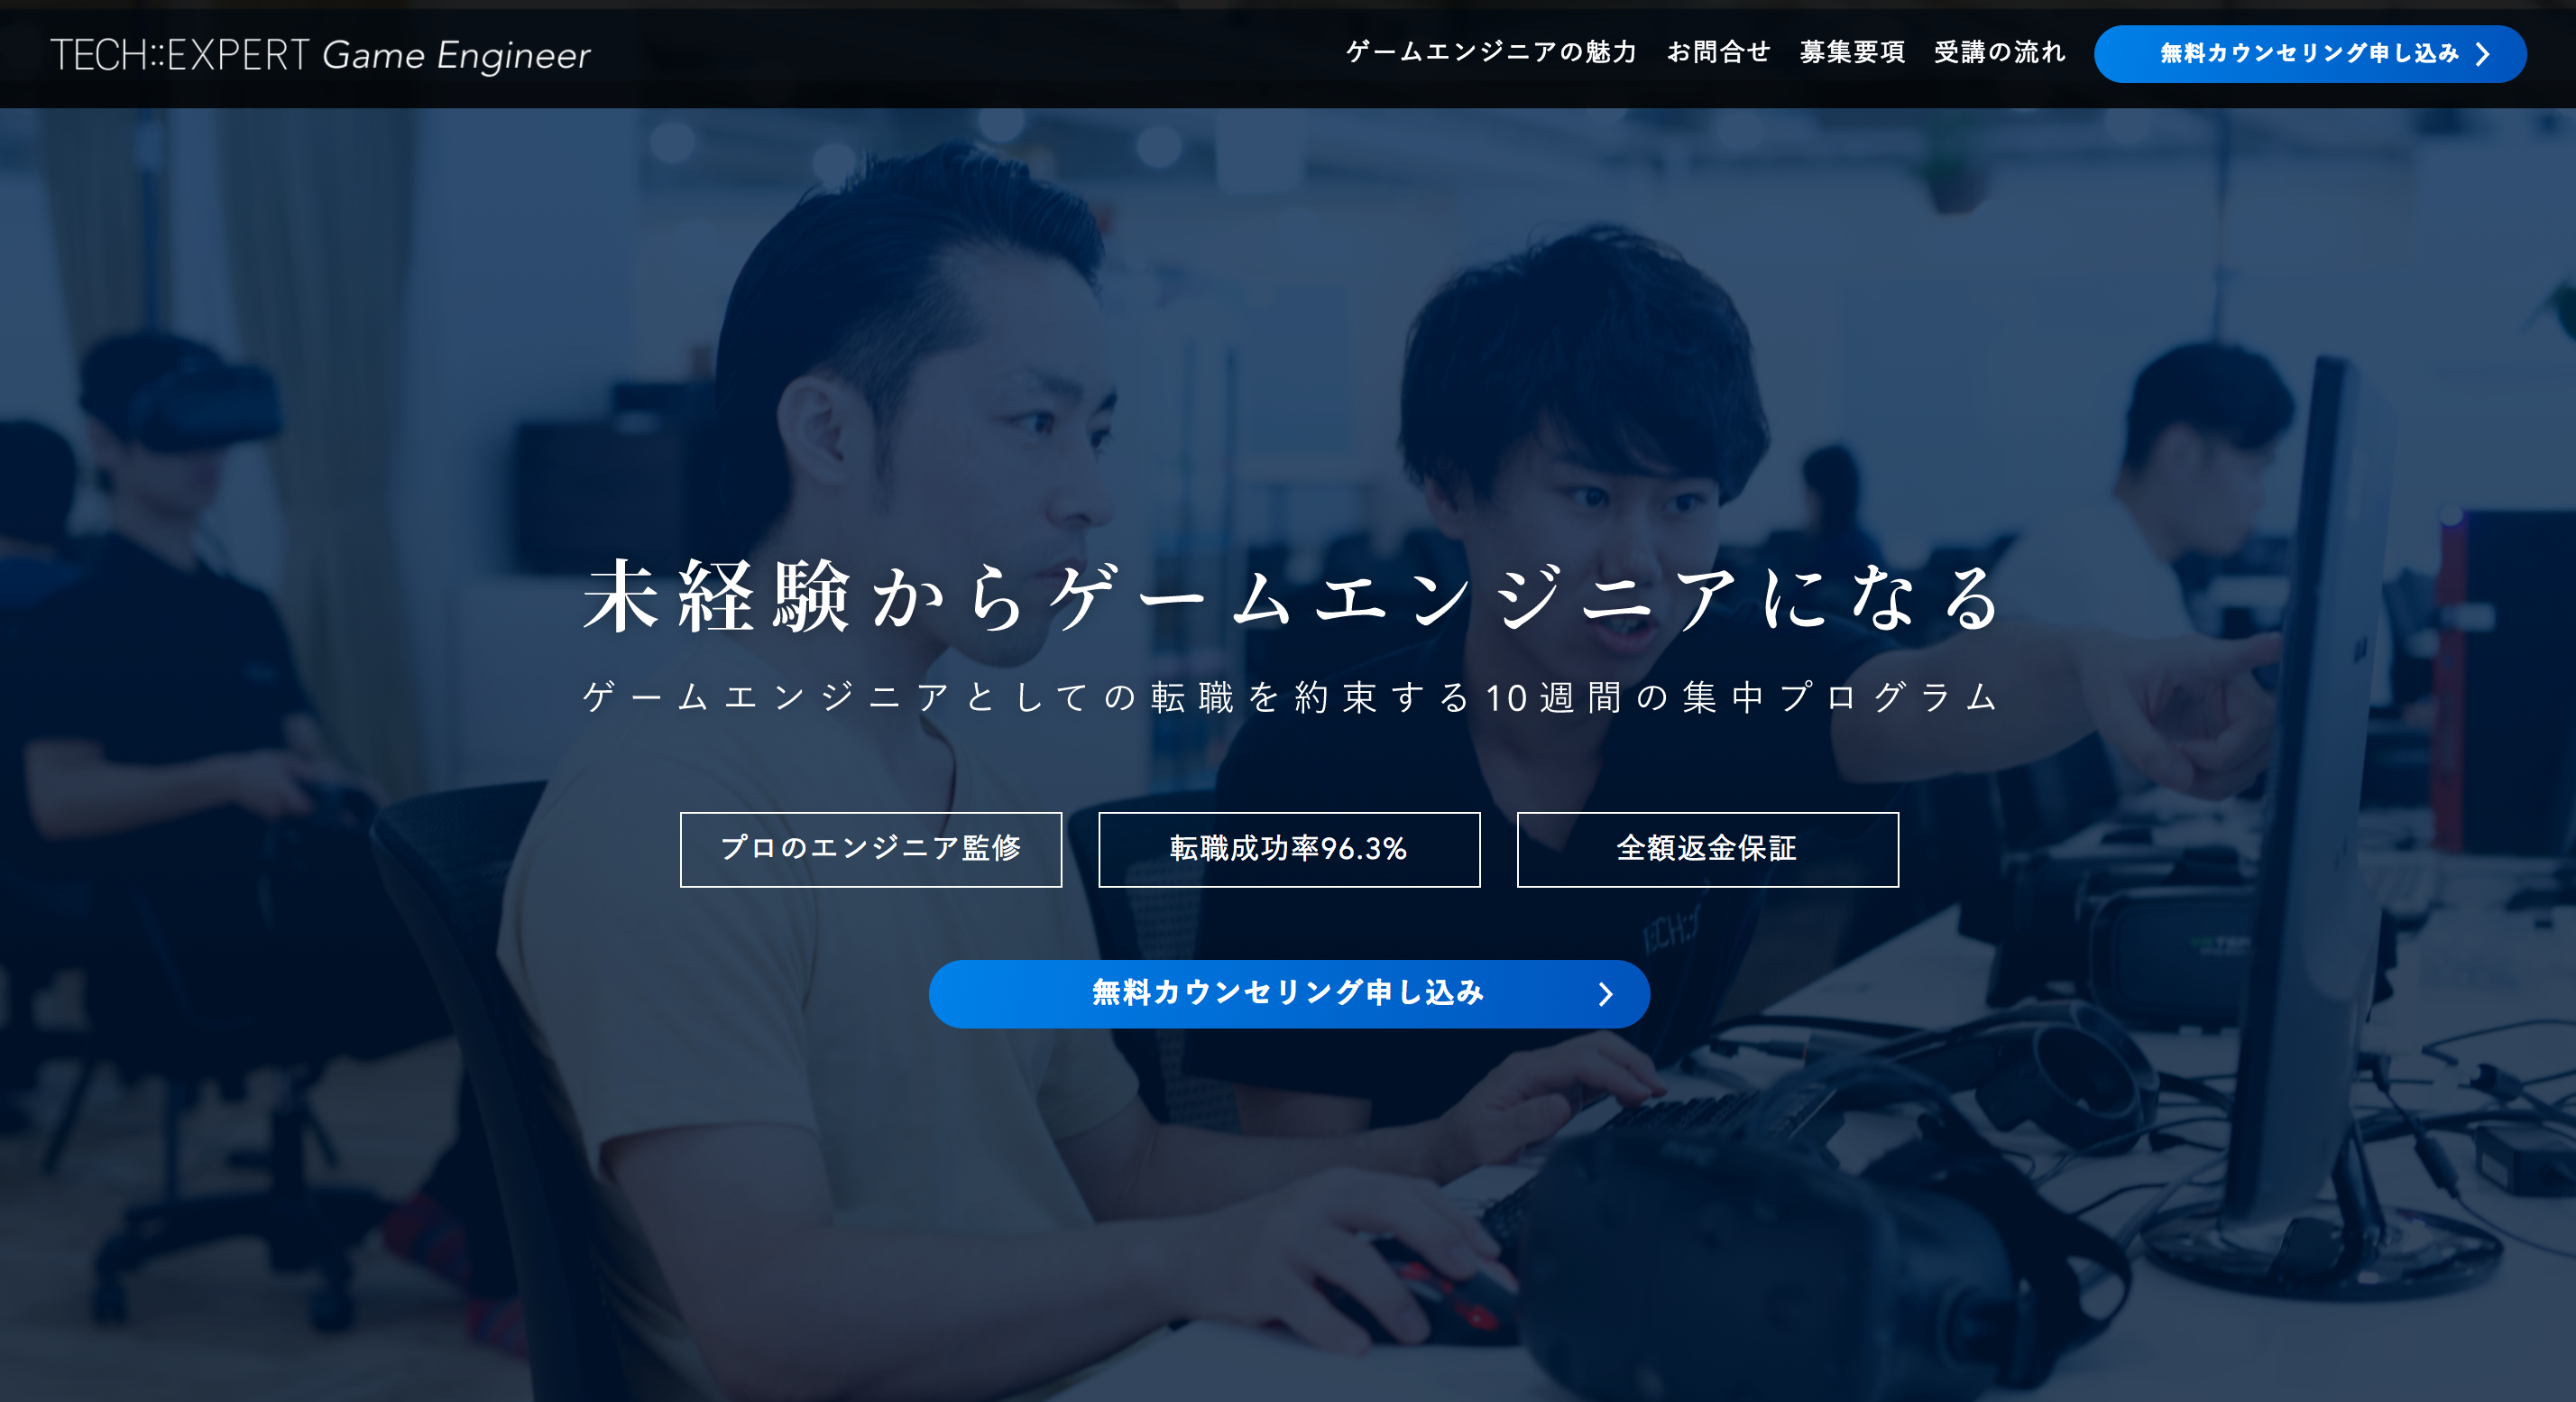 TECH::EXPERT Game Engineer
ゲームエンジニアの魅力 お問合せ 募集要項 受講の流れ 無料カウンセリング申し込み
未経験からゲームエンジニアになる
ゲームエンジニアとしての転職を約束する10週間の集中プログラム
プロのエンジニア監修 転職成功率96.3% 全額返金保証
無料カウンセリング申し込み